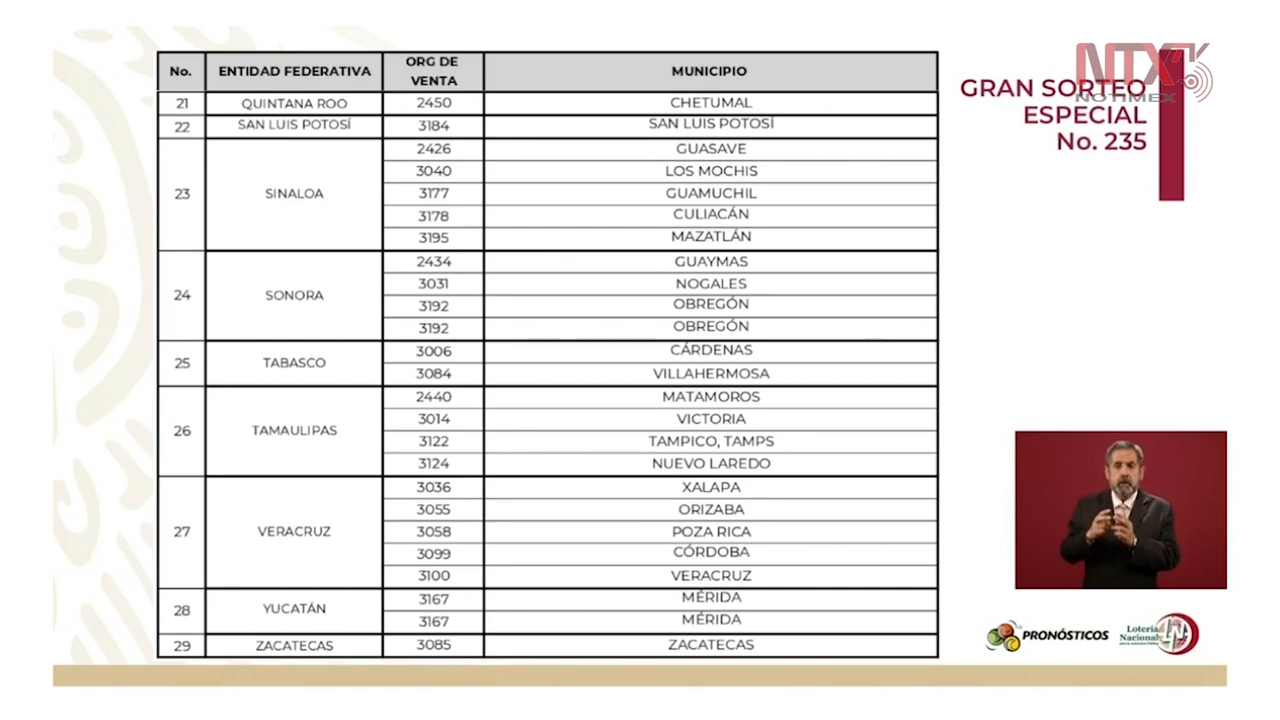 No. ENTIDAD FEDERATIVA ORG DE VENTA MUNICIPIO
21 QUINTANA ROO 2450 CHETUMAL
22 SAN LUIS POTOSÍ 3184 SAN LUIS POTOSÍ
23 SINALOA 2426 GUASAVE
3040 LOS MOCHIS
3177 GUAMUCHIL
3178 CULIACÁN
3195 MAZATLÁN
24 SONORA 2434 GUAYMAS
3031 NOGALES
3192 OBREGÓN
3192 OBREGÓN
25 TABASCO 3006 CÁRDENAS
3084 VILLAHERMOSA
26 TAMAULIPAS 2440 MATAMOROS
3014 VICTORIA
3122 TAMPICO, TAMPS
3124 NUEVO LAREDO
27 VERACRUZ 3036 XALAPA
3055 ORIZABA
3058 POZA RICA
3099 CÓRDOBA
3100 VERACRUZ
28 YUCATÁN 3167 MÉRIDA
3167 MÉRIDA
29 ZACATECAS 3085 ZACATECAS
NTX
NOTIMEX
GRAN SORTEO
ESPECIAL
No. 235
PRONÓSTICOS
Lotería
Nacional
LN